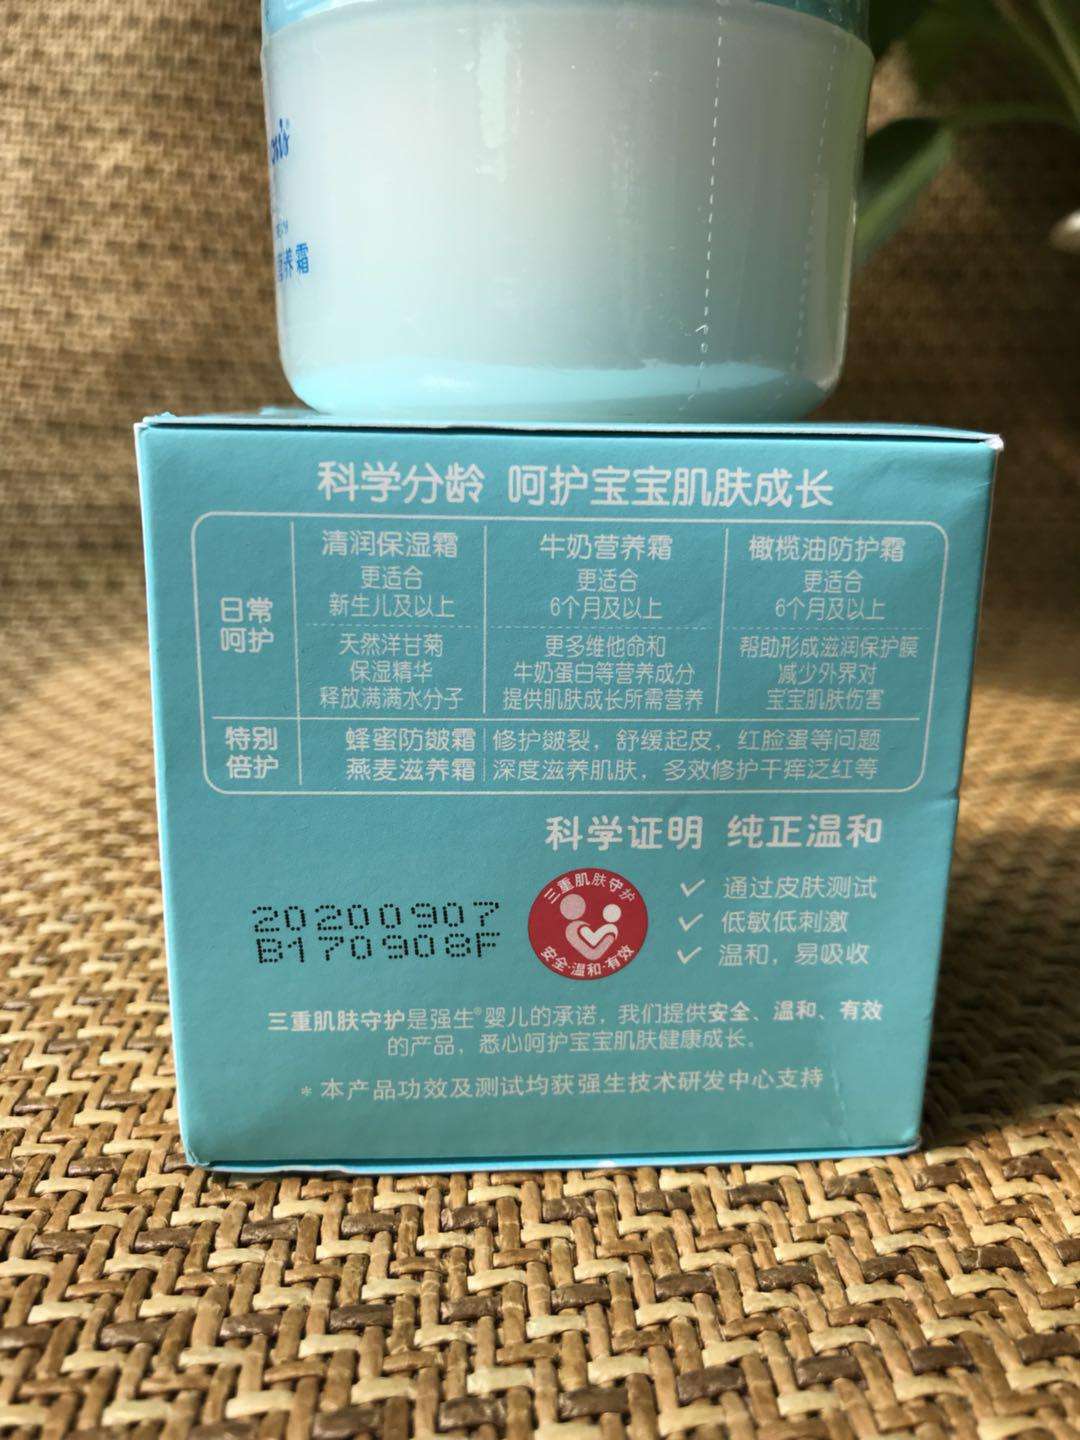 营养霜
科学分龄 呵护宝宝肌肤成长
日常
呵护
清润保湿霜
更适合
新生儿及以上
天然洋甘菊
保湿精华
释放满满水分子
牛奶营养霜
更适合
6个月及以上
更多维他命和
牛奶蛋白等营养成分
提供肌肤成长所需营养
橄榄油防护霜
更适合
6个月及以上
帮助形成滋润保护膜
减少外界对
宝宝肌肤伤害
特别
倍护
蜂蜜防皴霜 修护皴裂，舒缓起皮，红脸蛋等问题
燕麦滋养霜 深度滋养肌肤，多效修护干痒泛红等
科学证明 纯正温和
20200907
B170908F
三重肌肤守护
安全·温和·有效
✓ 通过皮肤测试
✓ 低敏低刺激
✓ 温和，易吸收
三重肌肤守护是强生®婴儿的承诺，我们提供安全、温和、有效
的产品，悉心呵护宝宝肌肤健康成长。
*本产品功效及测试均获强生技术研发中心支持